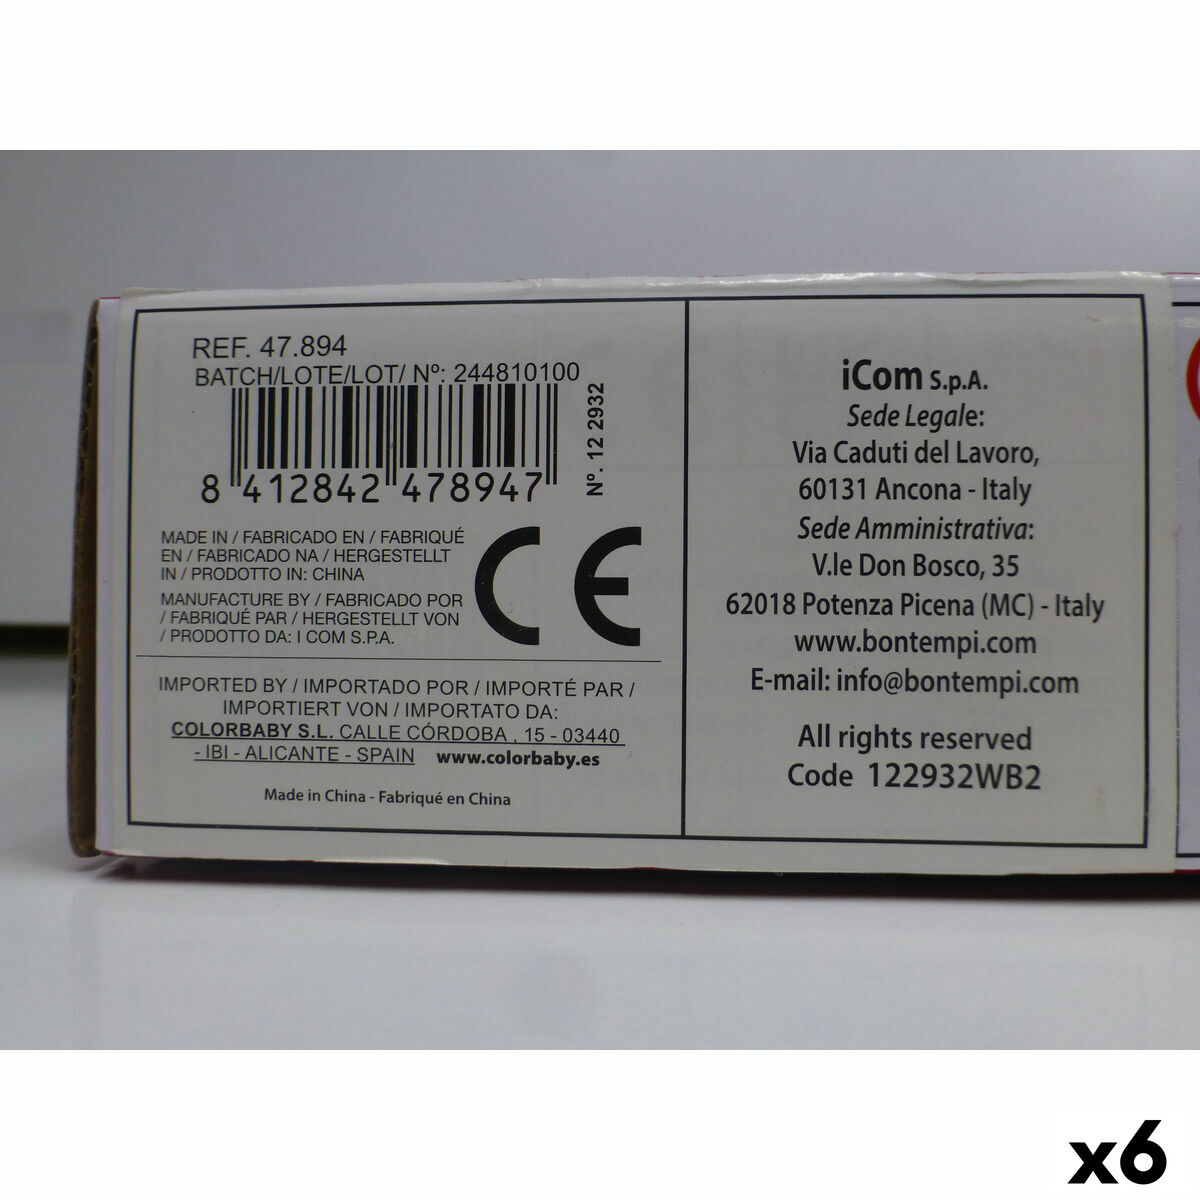 REF. 47.894
BATCH/LOTE/LOT/ Nº: 244810100
8 412842 478947
Nº. 12 2932
MADE IN / FABRICADO EN / FABRIQUÉ
EN / FABRICADO NA / HERGESTELLT
IN / PRODOTTO IN: CHINA
MANUFACTURE BY / FABRICADO POR
/ FABRIQUÉ PAR / HERGESTELLT VON
/ PRODOTTO DA: I COM S.P.A.
CE
IMPORTED BY / IMPORTADO POR / IMPORTÉ PAR /
IMPORTIERT VON / IMPORTATO DA:
COLORBABY S.L. CALLE CÓRDOBA , 15 - 03440
- IBI - ALICANTE - SPAIN www.colorbaby.es
Made in China - Fabriqué en China
iCom S.p.A.
Sede Legale:
Via Caduti del Lavoro,
60131 Ancona - Italy
Sede Amministrativa:
V.le Don Bosco, 35
62018 Potenza Picena (MC) - Italy
www.bontempi.com
E-mail: info@bontempi.com
All rights reserved
Code 122932WB2
x6